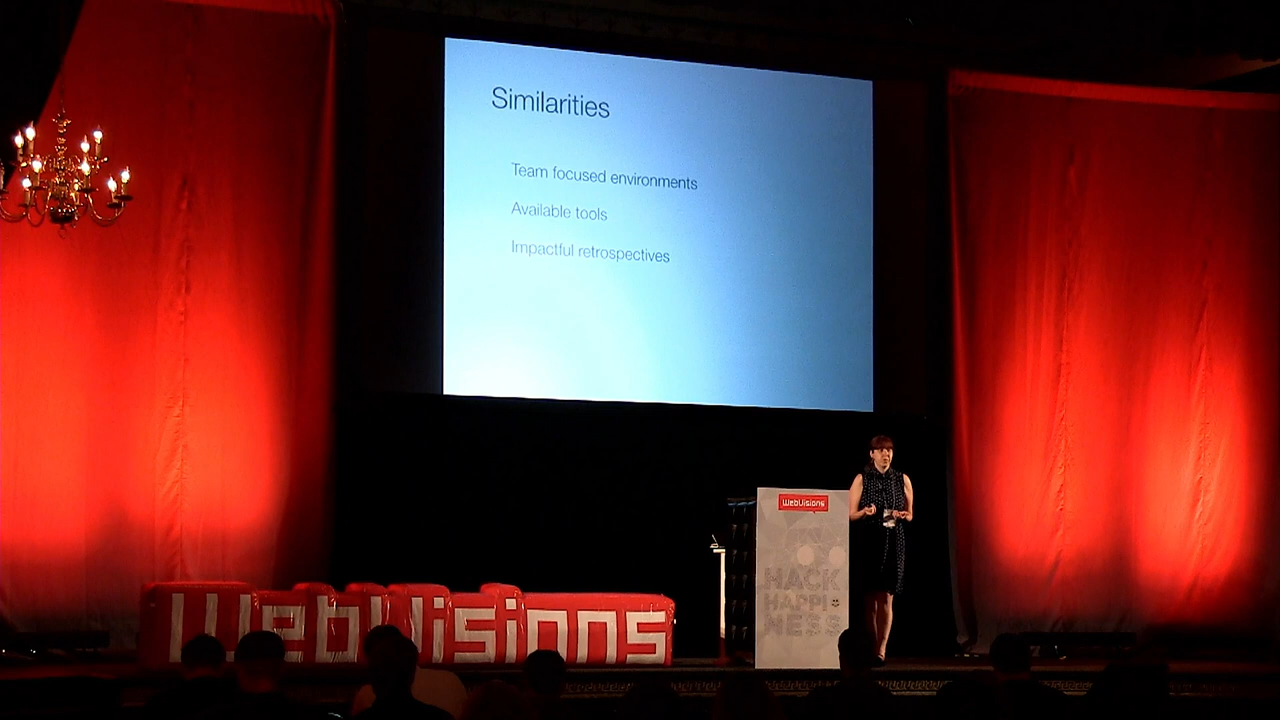 Similarities
Team focused environments
Available tools
Impactful retrospectives
WebVisions
HACK
HAPPI
NESS
WebVisions